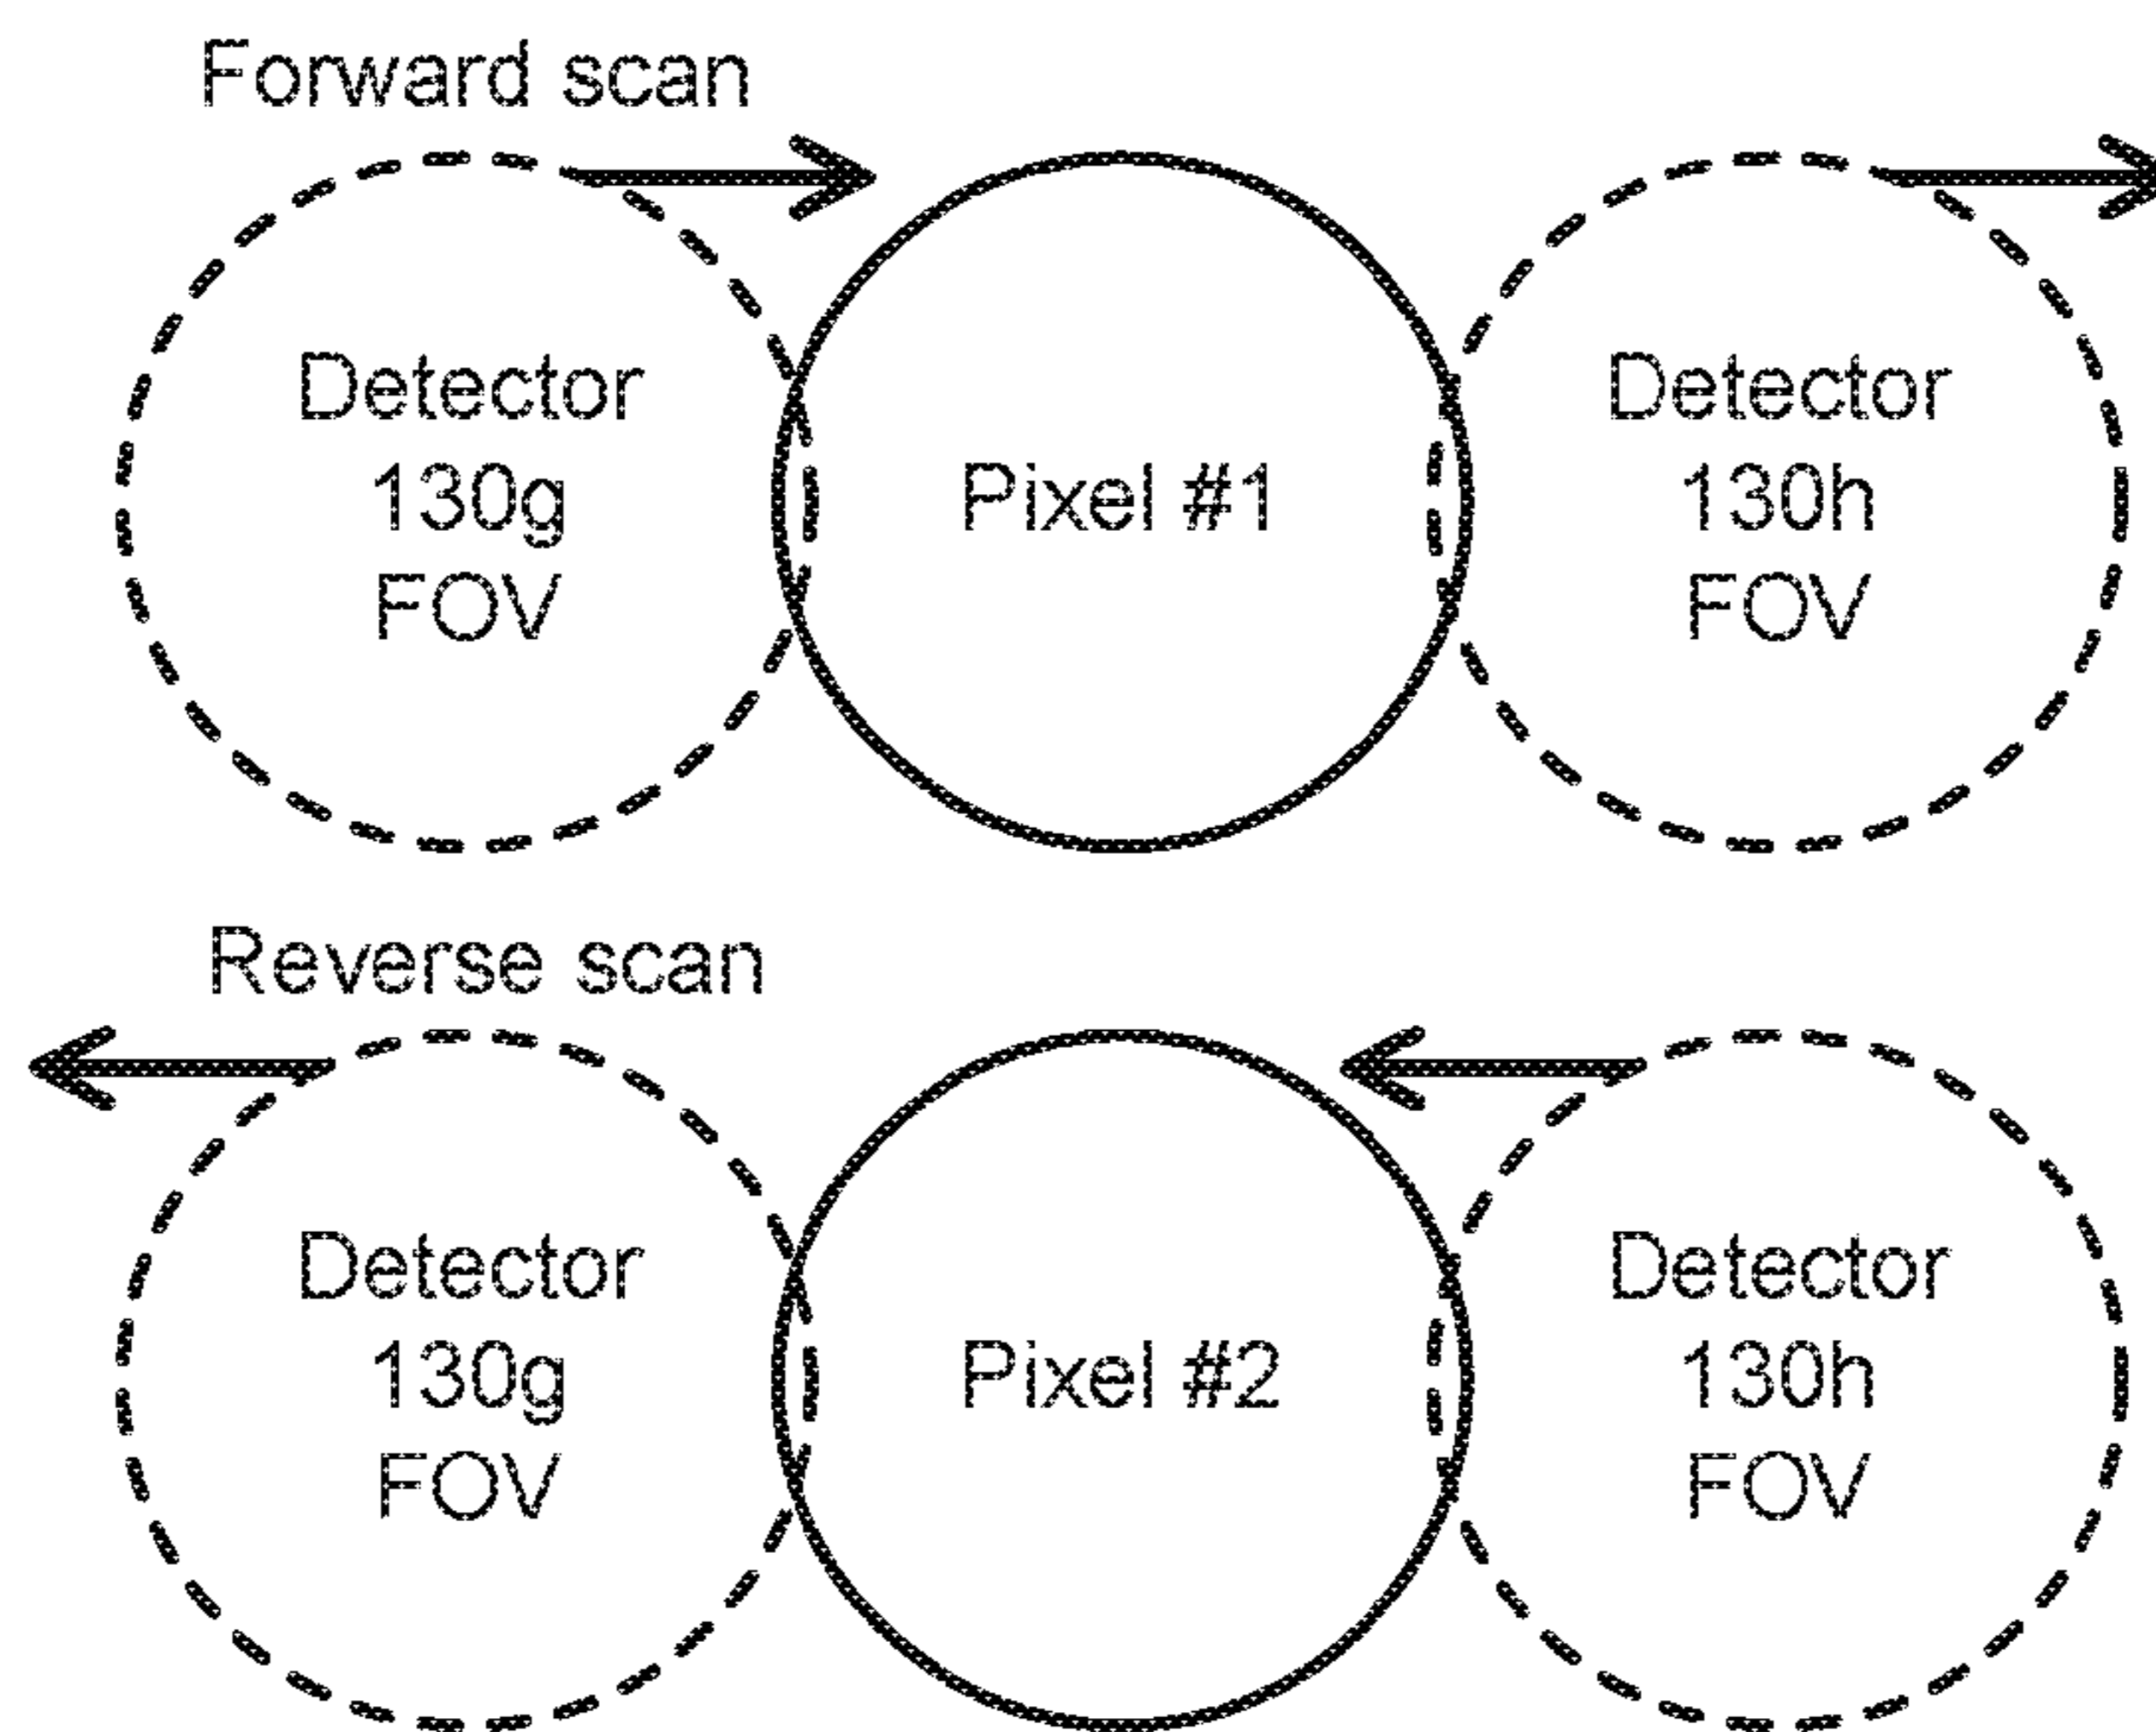 Forward scan
Detector
130g
FOV
Pixel #1
Detector
130h
FOV
Reverse scan
Detector
130g
FOV
Pixel #2
Detector
130h
FOV